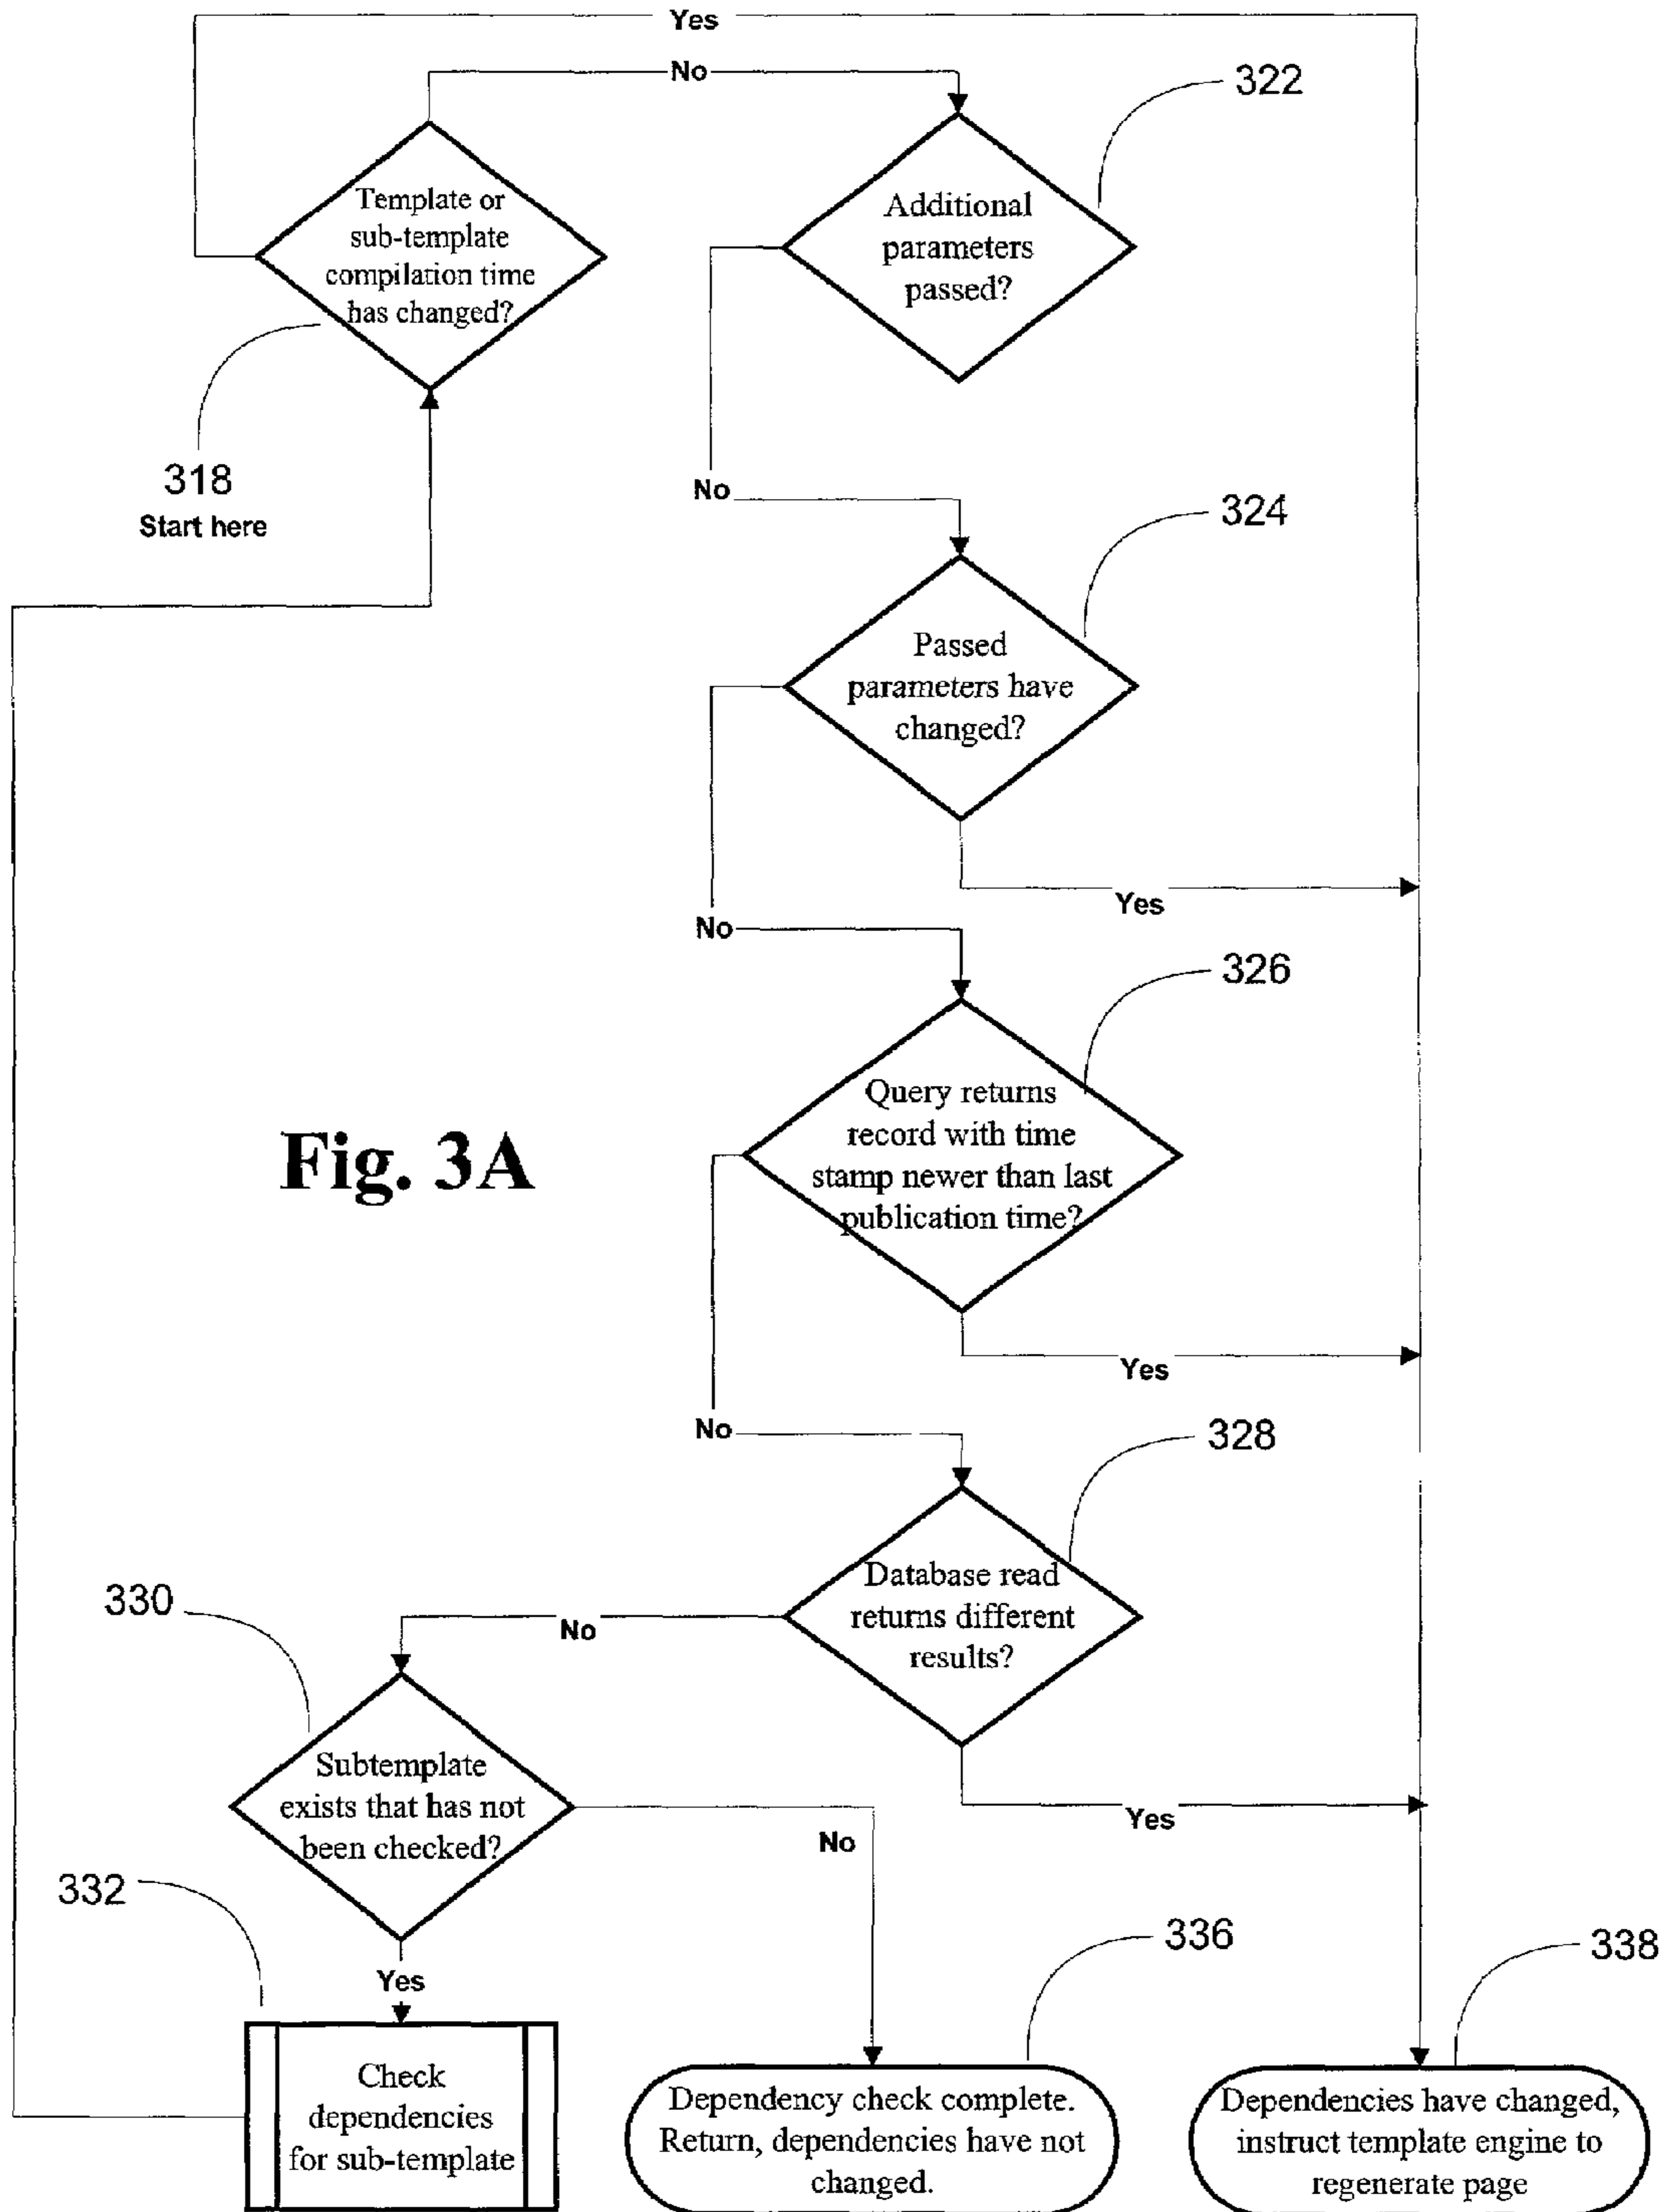 Yes
No
322
Template or
sub-template
compilation time
has changed?
Additional
parameters
passed?
318
Start here
No
324
Passed
parameters have
changed?
Yes
No
326
Query returns
record with time
stamp newer than last
publication time?
Fig. 3A
Yes
No
328
Database read
returns different
results?
330
No
Subtemplate
exists that has not
been checked?
Yes
No
332
Yes
336
338
Check
dependencies
for sub-template
Dependency check complete.
Return, dependencies have not
changed.
Dependencies have changed,
instruct template engine to
regenerate page